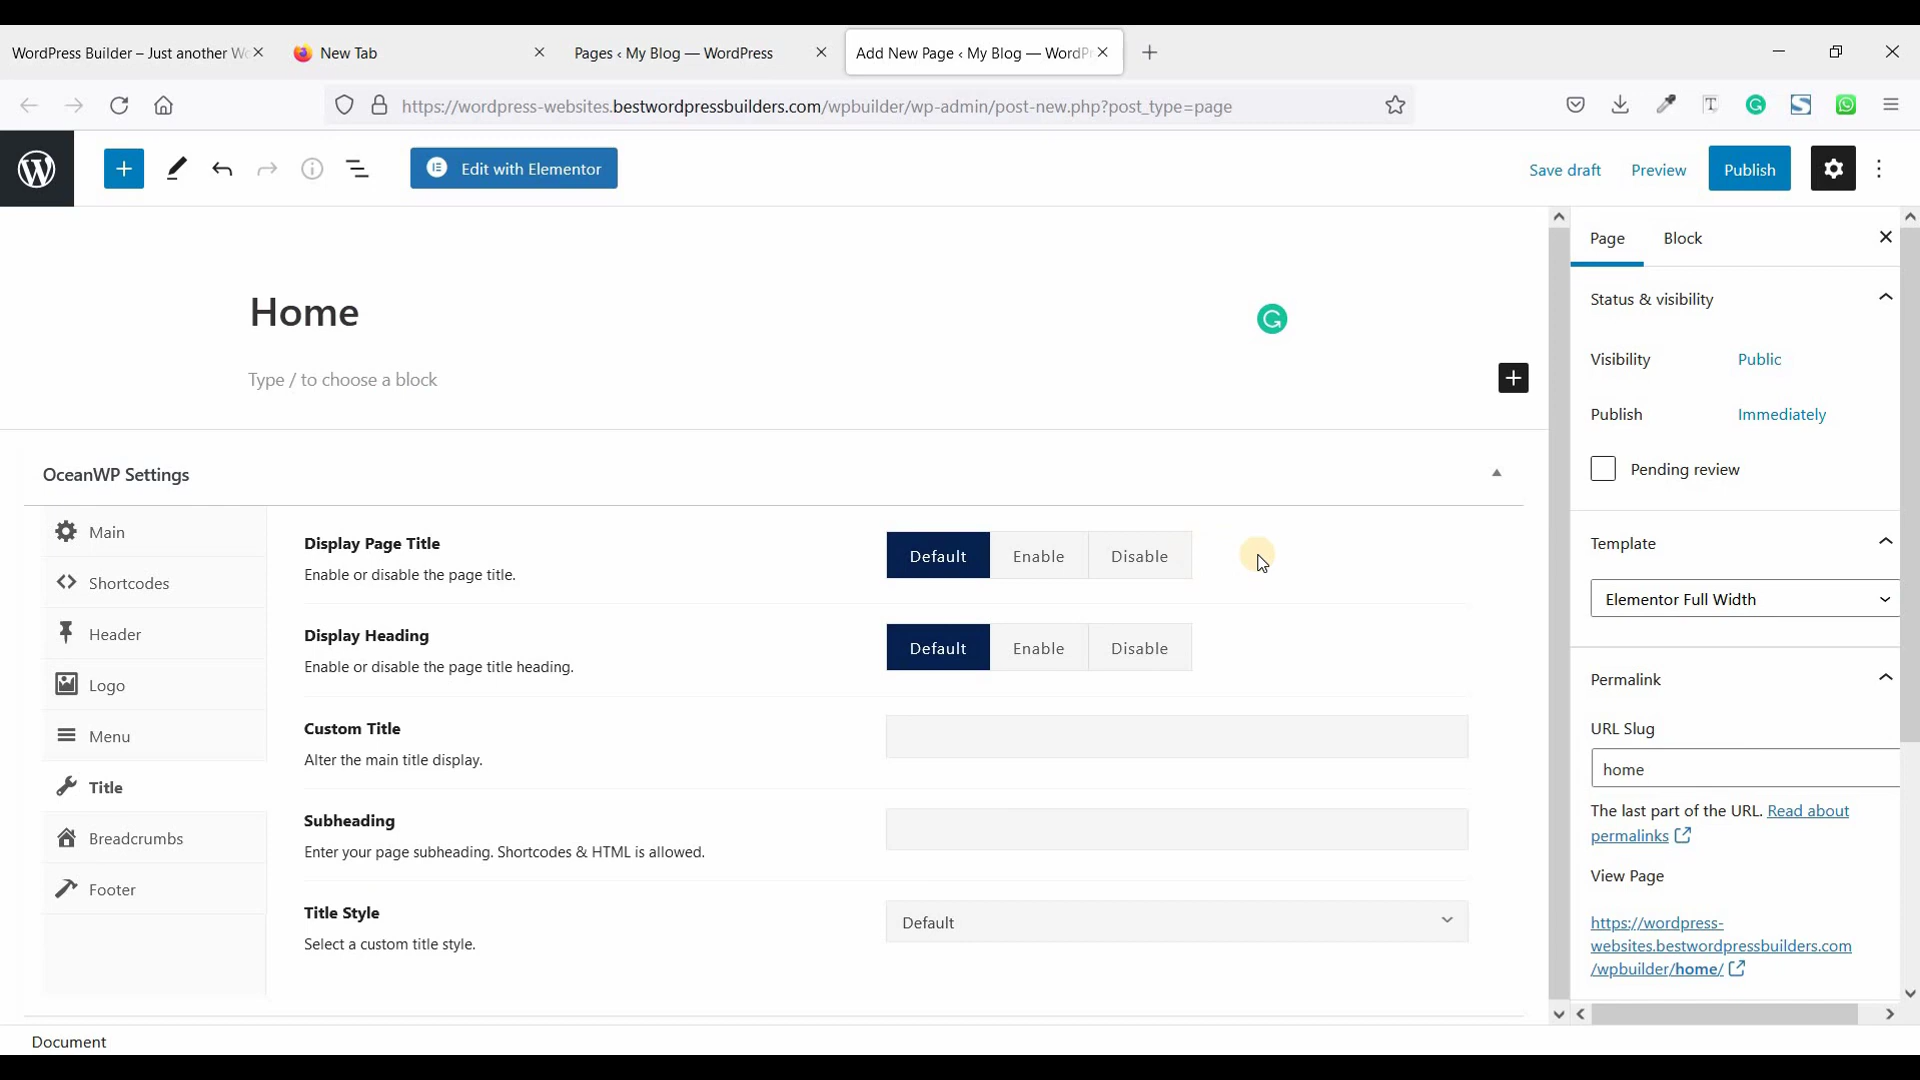 WordPress Builder – Just another Wo
New Tab
Pages ‹ My Blog — WordPress
Add New Page ‹ My Blog — WordPr
https://wordpress-websites.bestwordpressbuilders.com/wpbuilder/wp-admin/post-new.php?post_type=page
Edit with Elementor
Save draft
Preview
Publish
Page
Block
Home
Type / to choose a block
Status & visibility
Visibility
Public
Publish
Immediately
Pending review
OceanWP Settings
Main
Shortcodes
Header
Logo
Menu
Title
Breadcrumbs
Footer
Display Page Title
Enable or disable the page title.
Default
Enable
Disable
Display Heading
Enable or disable the page title heading.
Default
Enable
Disable
Custom Title
Alter the main title display.
Subheading
Enter your page subheading. Shortcodes & HTML is allowed.
Title Style
Select a custom title style.
Default
Template
Elementor Full Width
Permalink
URL Slug
home
The last part of the URL. Read about
permalinks
View Page
https://wordpress-
websites.bestwordpressbuilders.com
/wpbuilder/home/
Document